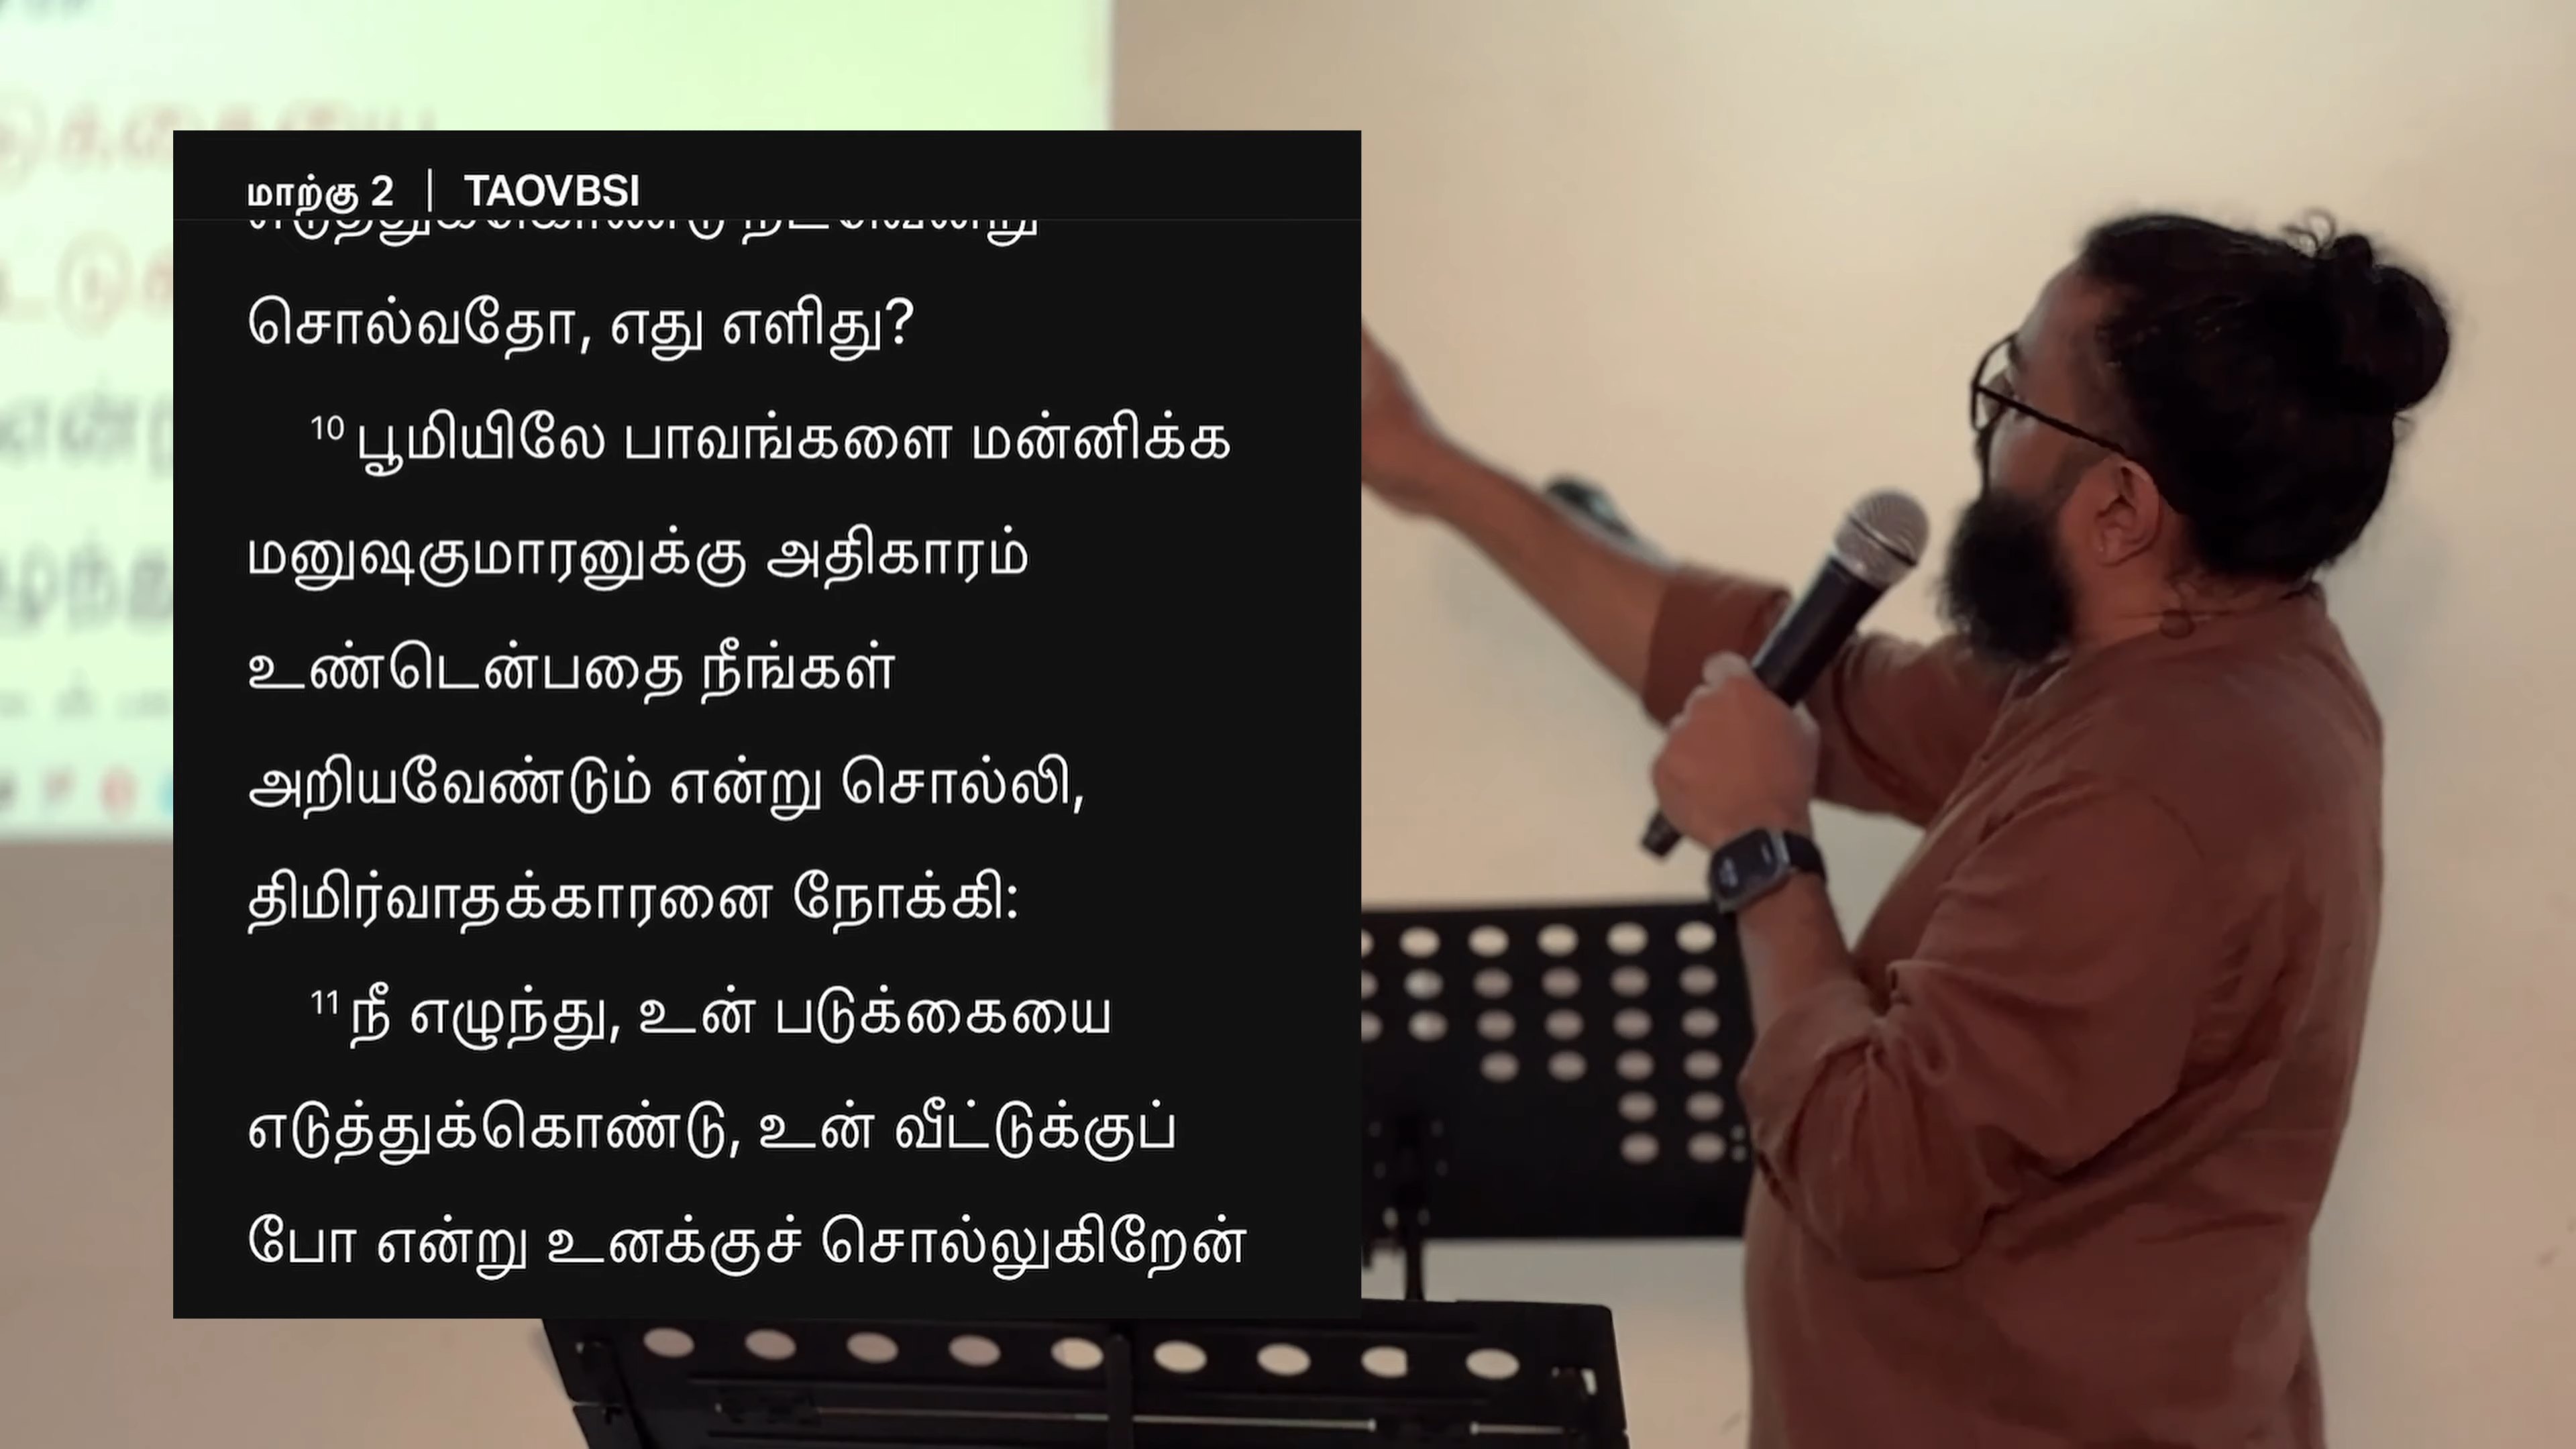 மாற்கு 2 | TAOVBSI
சொல்வதோ, எது எளிது?
10 பூமியிலே பாவங்களை மன்னிக்க
மனுஷகுமாரனுக்கு அதிகாரம்
உண்டென்பதை நீங்கள்
அறியவேண்டும் என்று சொல்லி,
திமிர்வாதக்காரனை நோக்கி:
11 நீ எழுந்து, உன் படுக்கையை
எடுத்துக்கொண்டு, உன் வீட்டுக்குப்
போ என்று உனக்குச் சொல்லுகிறேன்